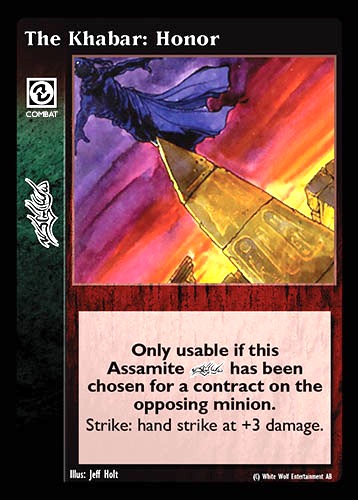 The Khabar: Honor
COMBAT
Only usable if this
Assamite has been
chosen for a contract on the
opposing minion.
Strike: hand strike at +3 damage.
Illus: Jeff Holt
(C) White Wolf Entertainment AB